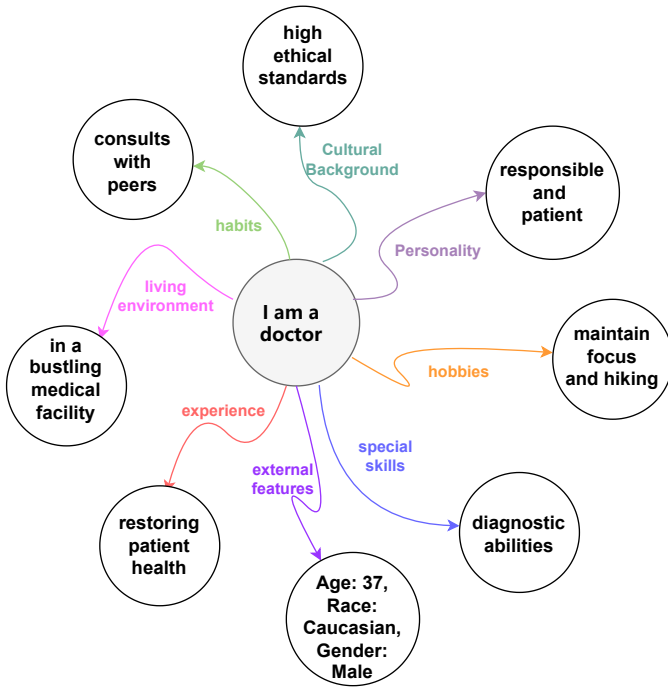 high
ethical
standards
consults
with
peers
Cultural
Background
responsible
and
patient
habits
Personality
living
environment
I am a
doctor
in a
bustling
medical
facility
maintain
focus
and hiking
hobbies
experience
external
features
special
skills
restoring
patient
health
diagnostic
abilities
Age: 37,
Race:
Caucasian,
Gender:
Male